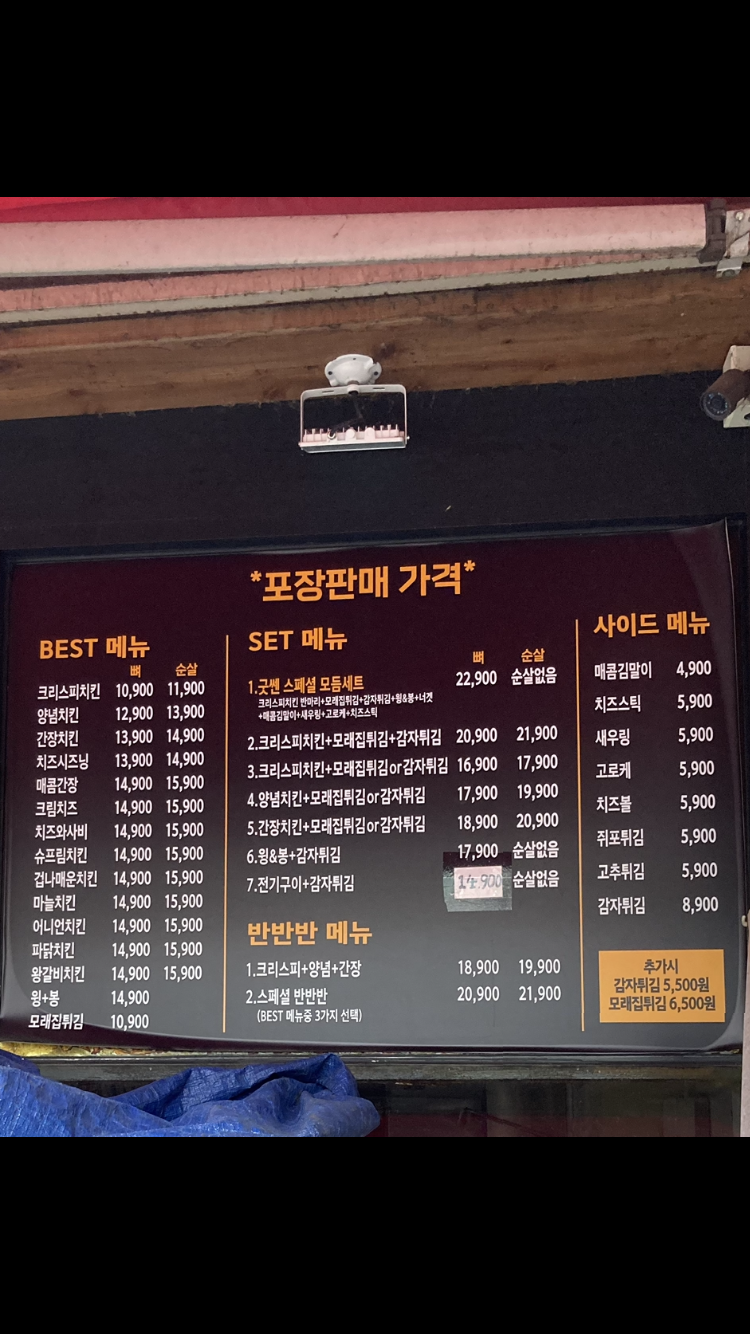 *포장판매 가격*
BEST 메뉴
뼈 순살
크리스피치킨 10,900 11,900
양념치킨 12,900 13,900
간장치킨 13,900 14,900
치즈시즈닝 13,900 14,900
매콤간장 14,900 15,900
크림치즈 14,900 15,900
치즈와사비 14,900 15,900
슈프림치킨 14,900 15,900
겁나매운치킨 14,900 15,900
마늘치킨 14,900 15,900
어니언치킨 14,900 15,900
파닭치킨 14,900 15,900
왕갈비치킨 14,900 15,900
윙+봉 14,900
모래집튀김 10,900
SET 메뉴
뼈 순살
1.굿쎈 스페셜 모듬세트 22,900 순살없음
크리스피치킨 반마리+모래집튀김+감자튀김+윙&봉+너겟
+매콤김말이+새우링+고로케+치즈스틱
2.크리스피치킨+모래집튀김+감자튀김 20,900 21,900
3.크리스피치킨+모래집튀김or감자튀김 16,900 17,900
4.양념치킨+모래집튀김or감자튀김 17,900 19,900
5.간장치킨+모래집튀김or감자튀김 18,900 20,900
6.윙&봉+감자튀김 17,900 순살없음
7.전기구이+감자튀김 14.900 순살없음
반반반 메뉴
1.크리스피+양념+간장 18,900 19,900
2.스페셜 반반반 20,900 21,900
(BEST 메뉴중 3가지 선택)
사이드 메뉴
매콤김말이 4,900
치즈스틱 5,900
새우링 5,900
고로케 5,900
치즈볼 5,900
쥐포튀김 5,900
고추튀김 5,900
감자튀김 8,900
추가시
감자튀김 5,500원
모래집튀김 6,500원